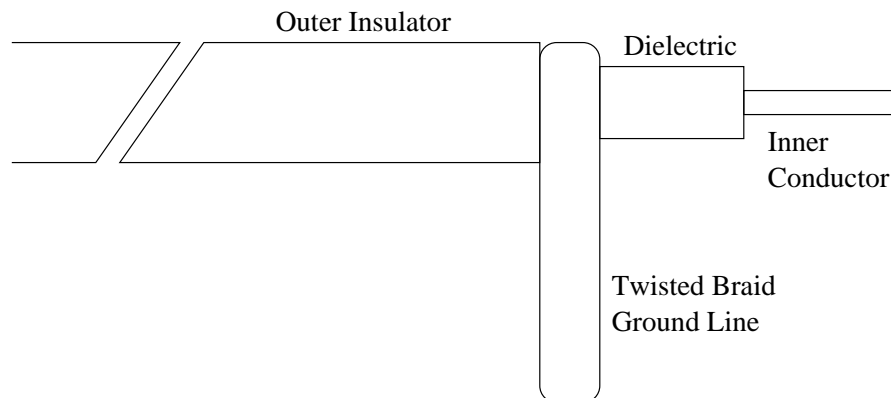 Outer Insulator
Dielectric
Inner
Conductor
Twisted Braid
Ground Line